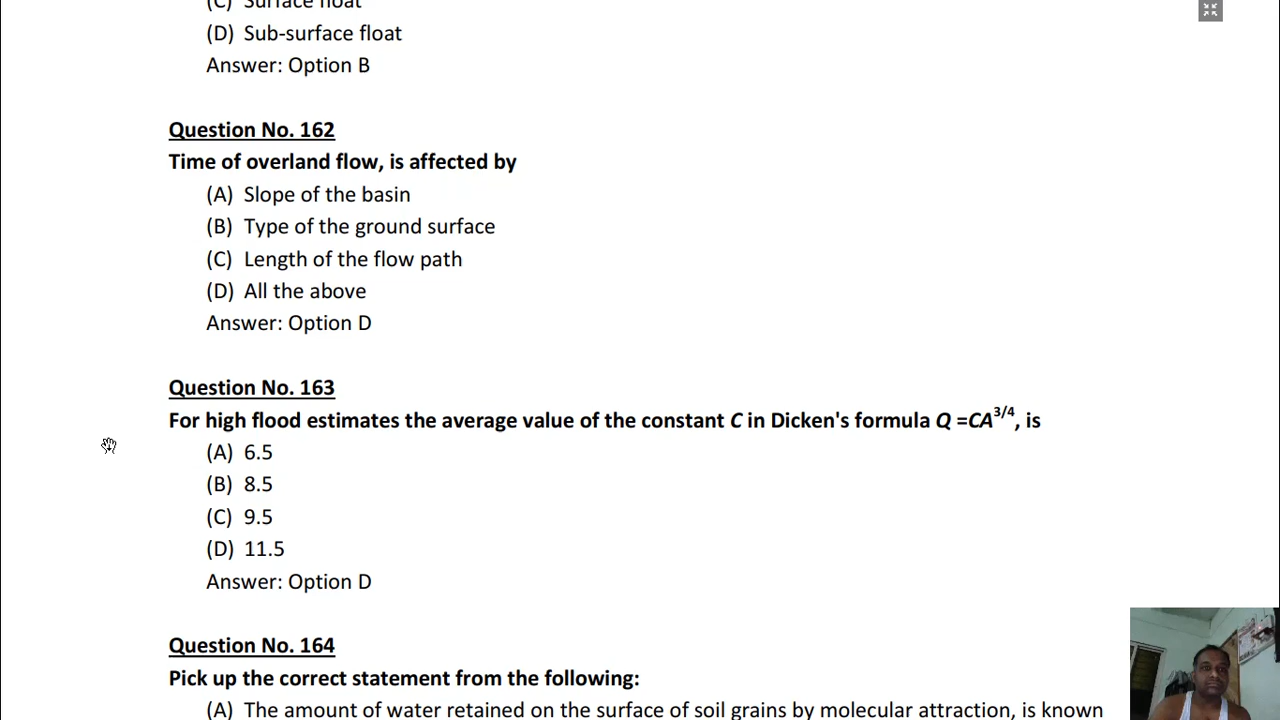 (C) Surface float
(D) Sub-surface float
Answer: Option B
Question No. 162
Time of overland flow, is affected by
(A) Slope of the basin
(B) Type of the ground surface
(C) Length of the flow path
(D) All the above
Answer: Option D
Question No. 163
For high flood estimates the average value of the constant C in Dicken's formula Q =CA^3/4, is
(A) 6.5
(B) 8.5
(C) 9.5
(D) 11.5
Answer: Option D
Question No. 164
Pick up the correct statement from the following:
(A) The amount of water retained on the surface of soil grains by molecular attraction, is known